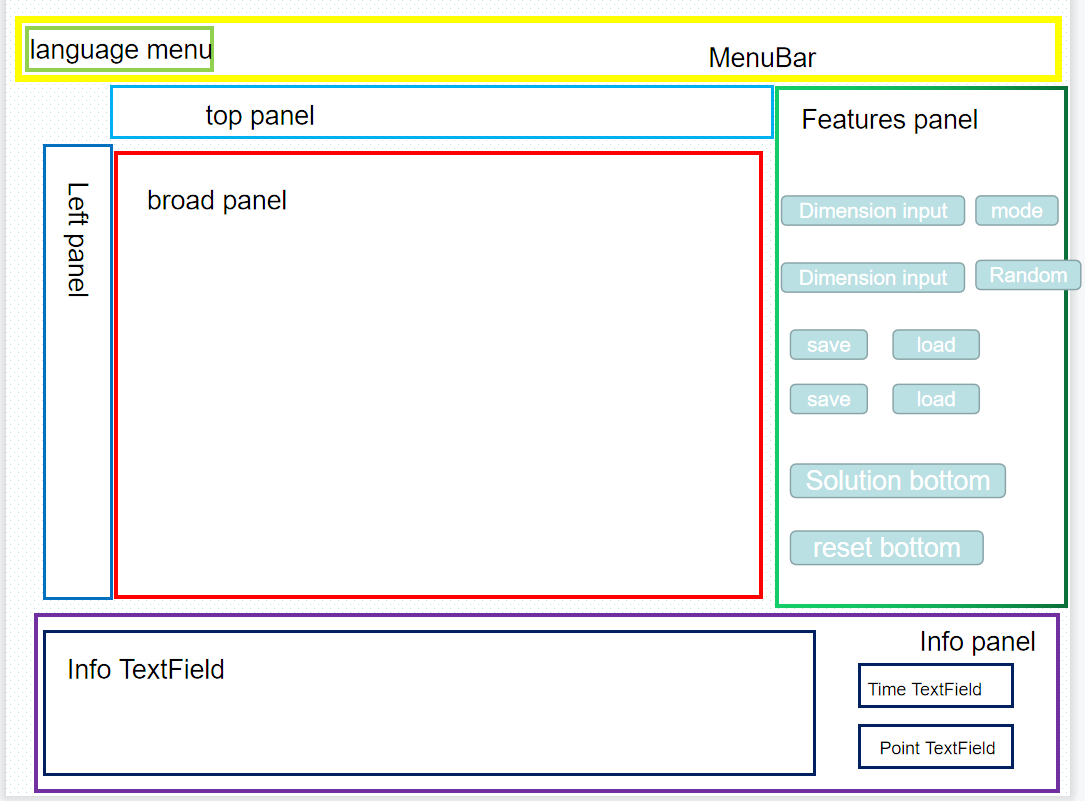 language menu
MenuBar
top panel
Features panel
Left panel
broad panel
Dimension input
mode
Dimension input
Random
save
load
save
load
Solution bottom
reset bottom
Info panel
Info TextField
Time TextField
Point TextField